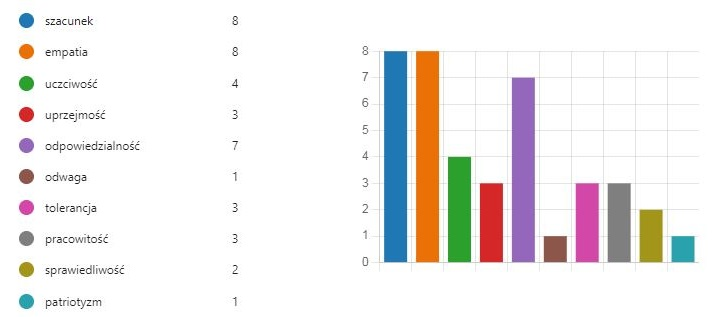 szacunek 8
empatia 8
uczciwość 4
uprzejmość 3
odpowiedzialność 7
odwaga 1
tolerancja 3
pracowitość 3
sprawiedliwość 2
patriotyzm 1
8
7
6
5
4
3
2
1
0